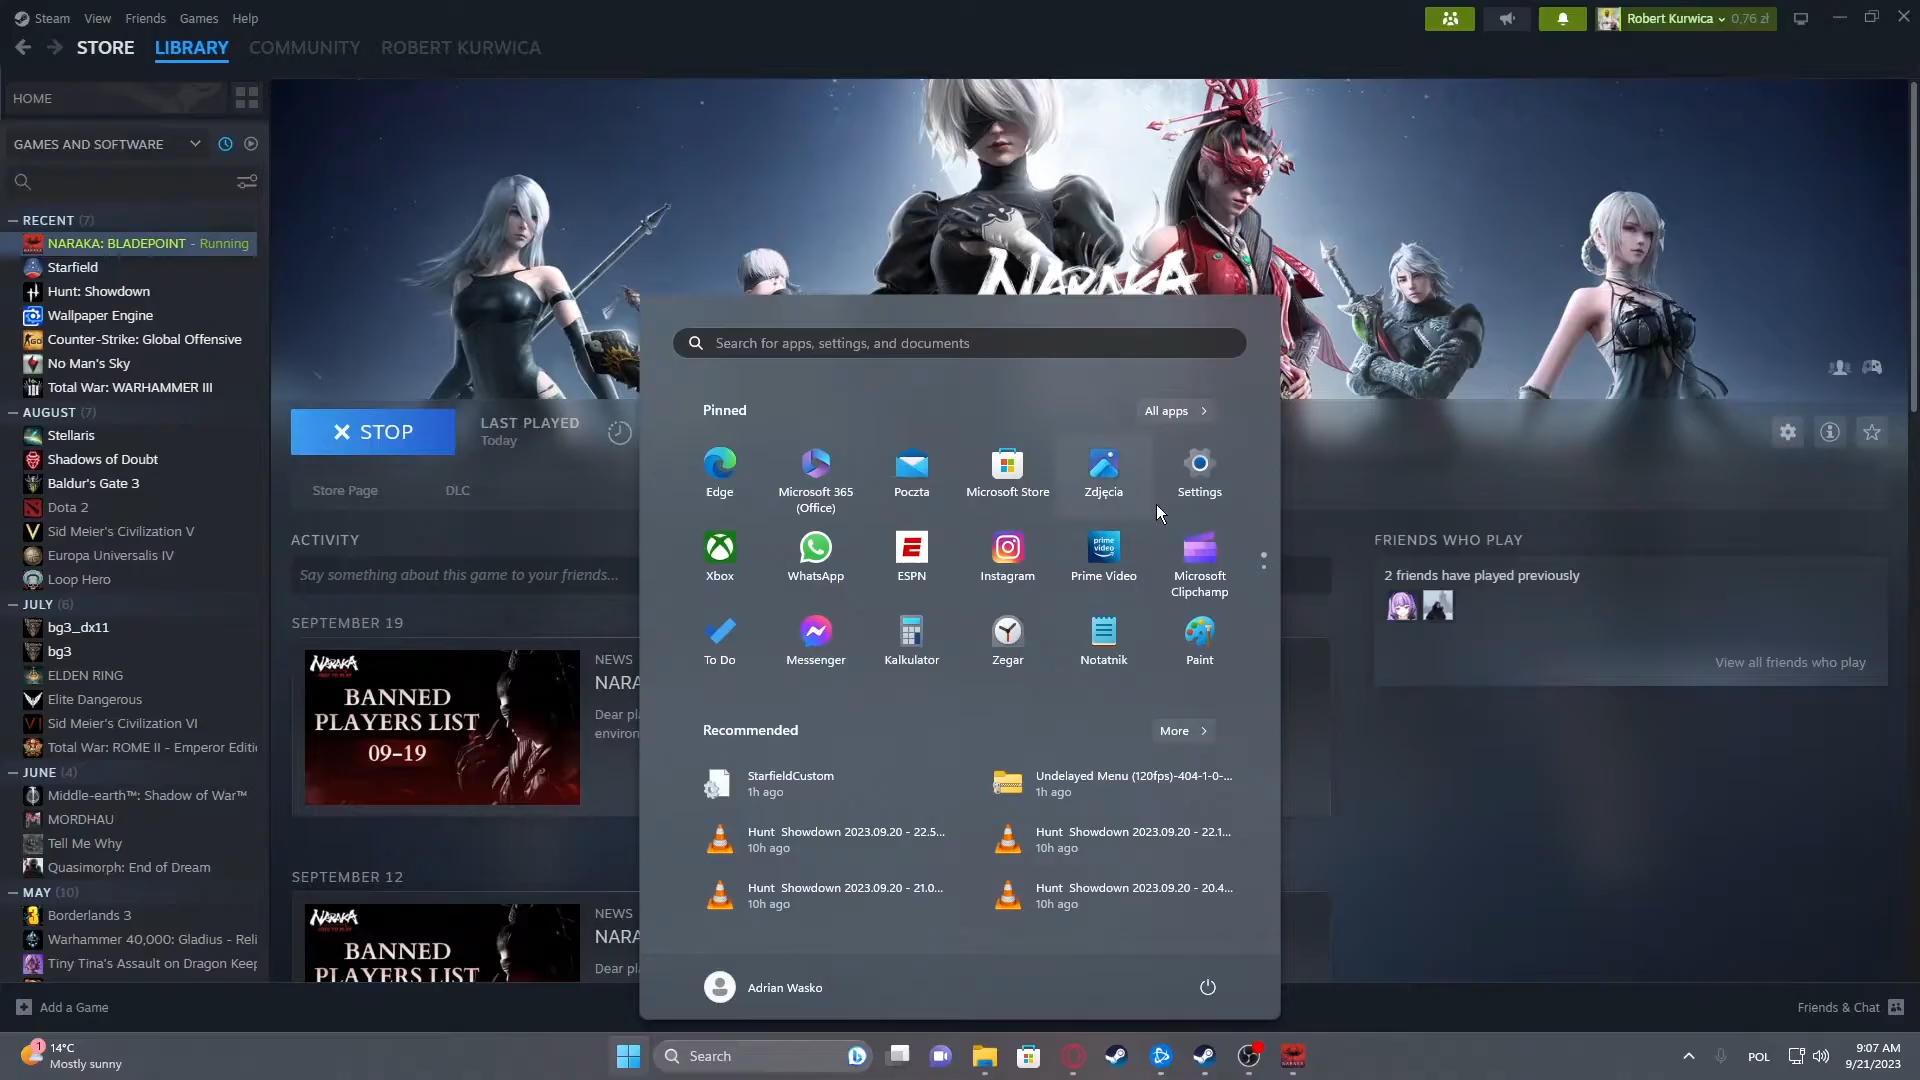 Steam View Friends Games Help
Robert Kurwica 0,76 zł
STORE LIBRARY COMMUNITY ROBERT KURWICA
HOME
GAMES AND SOFTWARE
RECENT (7)
NARAKA: BLADEPOINT - Running
Starfield
Hunt: Showdown
Wallpaper Engine
Counter-Strike: Global Offensive
No Man's Sky
Total War: WARHAMMER III
AUGUST (7)
Stellaris
Shadows of Doubt
Baldur's Gate 3
Dota 2
Sid Meier's Civilization V
Europa Universalis IV
Loop Hero
JULY (6)
bg3_dx11
bg3
ELDEN RING
Elite Dangerous
Sid Meier's Civilization VI
Total War: ROME II - Emperor Editi
JUNE (4)
Middle-earth™: Shadow of War™
MORDHAU
Tell Me Why
Quasimorph: End of Dream
MAY (10)
Borderlands 3
Warhammer 40,000: Gladius - Reli
Tiny Tina's Assault on Dragon Keep
Add a Game
NARAKA
STOP
LAST PLAYED
Today
Store Page DLC
ACTIVITY
Say something about this game to your friends...
SEPTEMBER 19
NARAKA
BANNED
PLAYERS LIST
09-19
NEWS
NARA
Dear pl
environ
SEPTEMBER 12
NARAKA
BANNED
PLAYERS LIST
NEWS
NARA
Dear pl
Search for apps, settings, and documents
Pinned
All apps
Edge
Microsoft 365
(Office)
Poczta
Microsoft Store
Zdjęcia
Settings
Xbox
WhatsApp
ESPN
Instagram
prime
video
Prime Video
Microsoft
Clipchamp
To Do
Messenger
Kalkulator
Zegar
Notatnik
Paint
Recommended
More
StarfieldCustom
1h ago
Undelayed Menu (120fps)-404-1-0-...
1h ago
Hunt Showdown 2023.09.20 - 22.5...
10h ago
Hunt Showdown 2023.09.20 - 22.1...
10h ago
Hunt Showdown 2023.09.20 - 21.0...
10h ago
Hunt Showdown 2023.09.20 - 20.4...
10h ago
Adrian Wasko
FRIENDS WHO PLAY
2 friends have played previously
View all friends who play
Friends & Chat
1
14°C
Mostly sunny
Search
POL
9:07 AM
9/21/2023